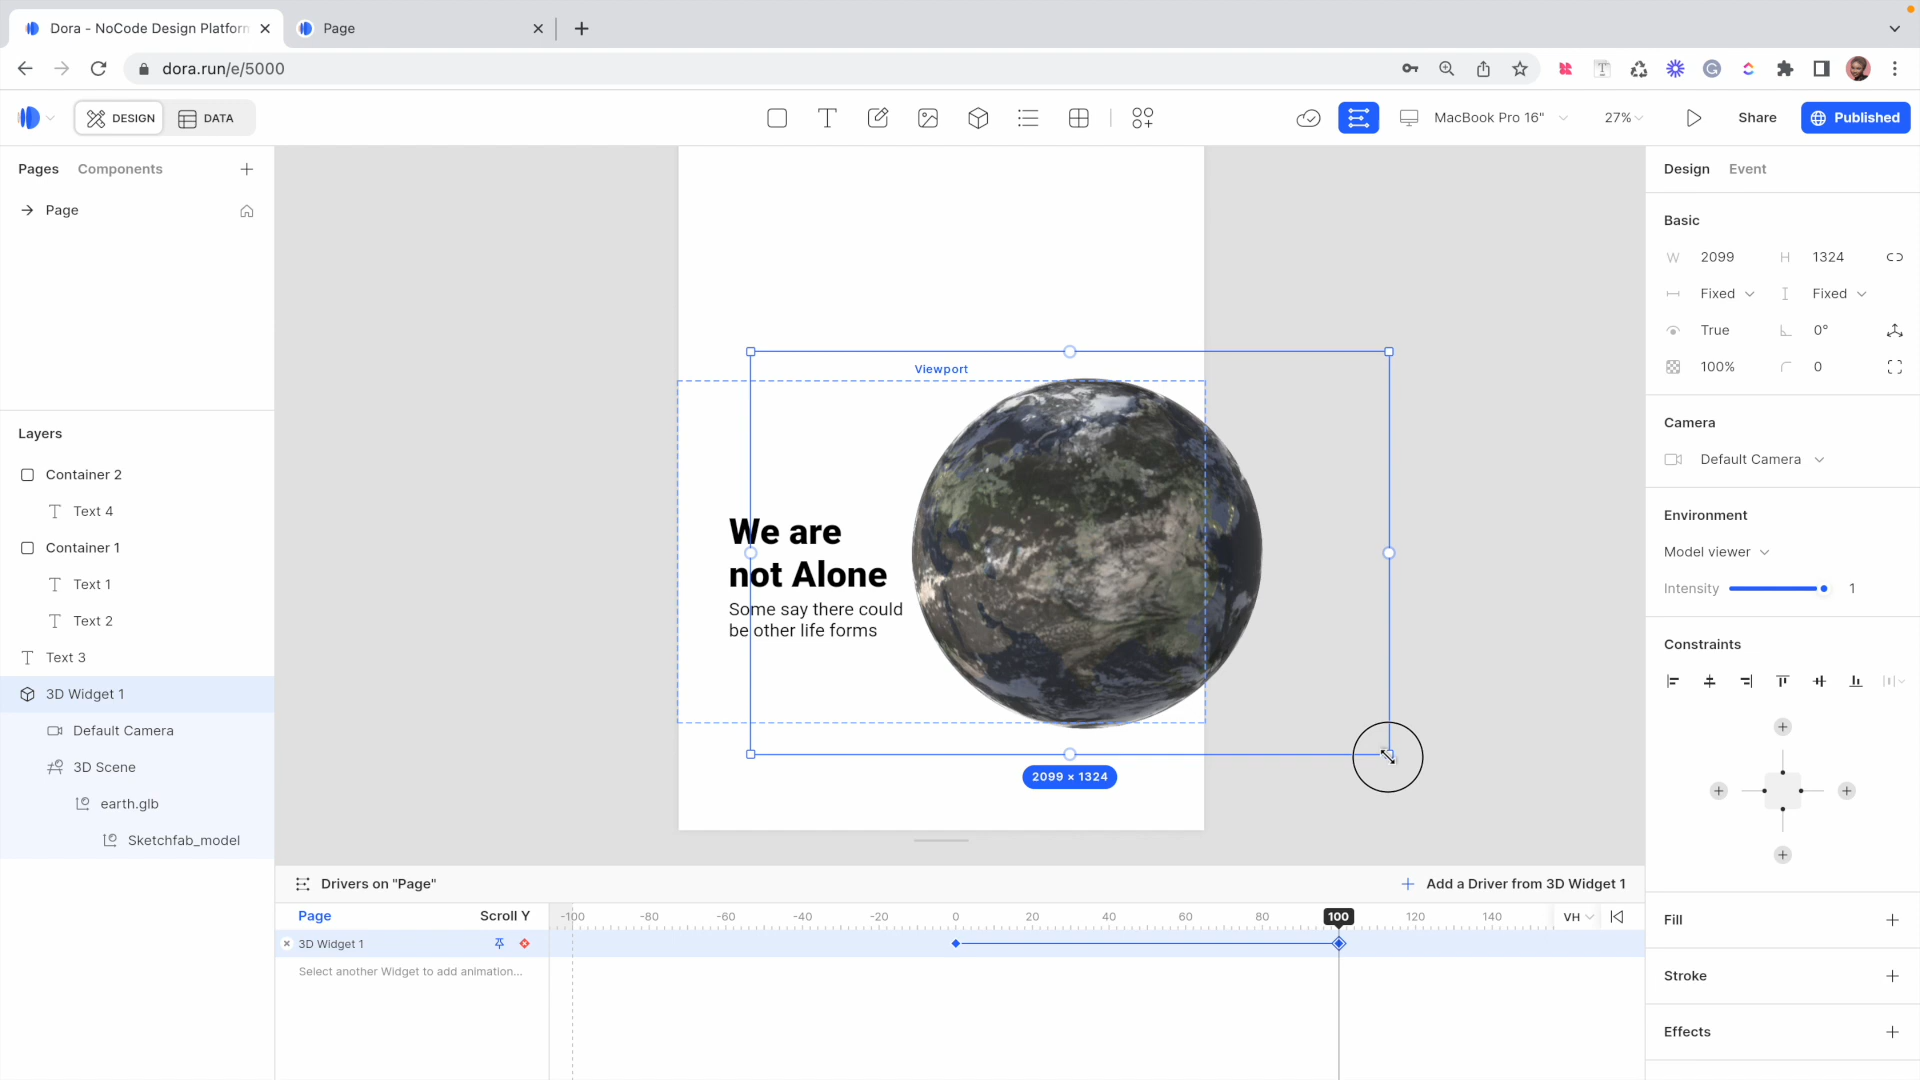 Dora - NoCode Design Platform
Page
dora.run/e/5000
DESIGN
DATA
MacBook Pro 16"
27%
Share
Published
Pages
Components
Page
Layers
Container 2
Text 4
Container 1
Text 1
Text 2
Text 3
3D Widget 1
Default Camera
3D Scene
earth.glb
Sketchfab_model
Viewport
We are
not Alone
Some say there could
be other life forms
2099 × 1324
Design
Event
Basic
W 2099
H 1324
Fixed
Fixed
True
0°
100%
0
Camera
Default Camera
Environment
Model viewer
Intensity
1
Constraints
Fill
Stroke
Effects
Drivers on "Page"
Add a Driver from 3D Widget 1
Page
Scroll Y
-100 -80 -60 -40 -20 0 20 40 60 80 100 120 140
VH
3D Widget 1
Select another Widget to add animation...